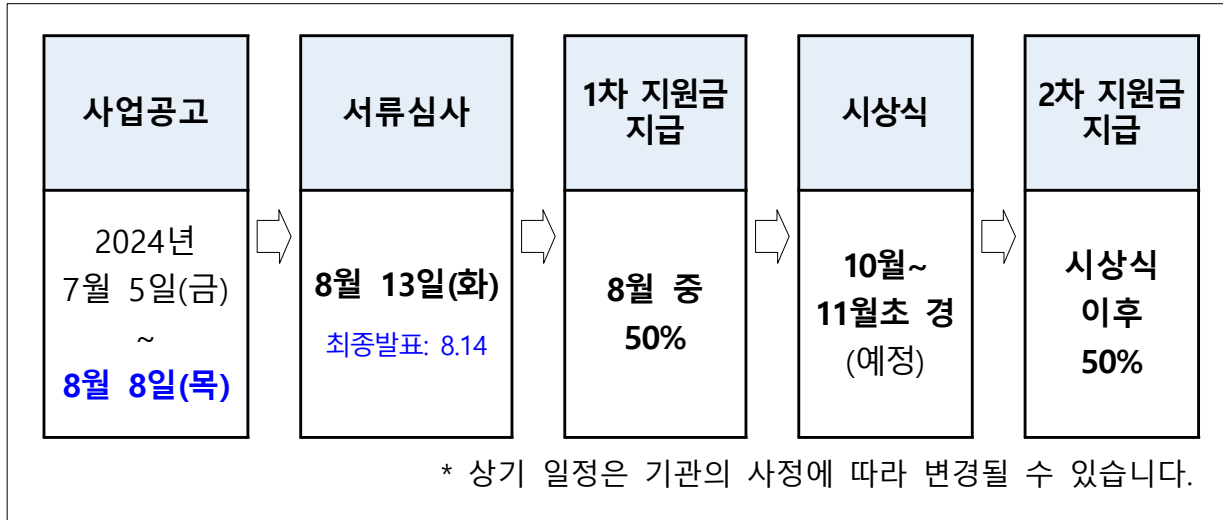 사업공고
2024년
7월 5일(금)
~
8월 8일(목)
서류심사
8월 13일(화)
최종발표: 8.14
1차 지원금
지급
8월 중
50%
시상식
10월~
11월초 경
(예정)
2차 지원금
지급
시상식
이후
50%
* 상기 일정은 기관의 사정에 따라 변경될 수 있습니다.